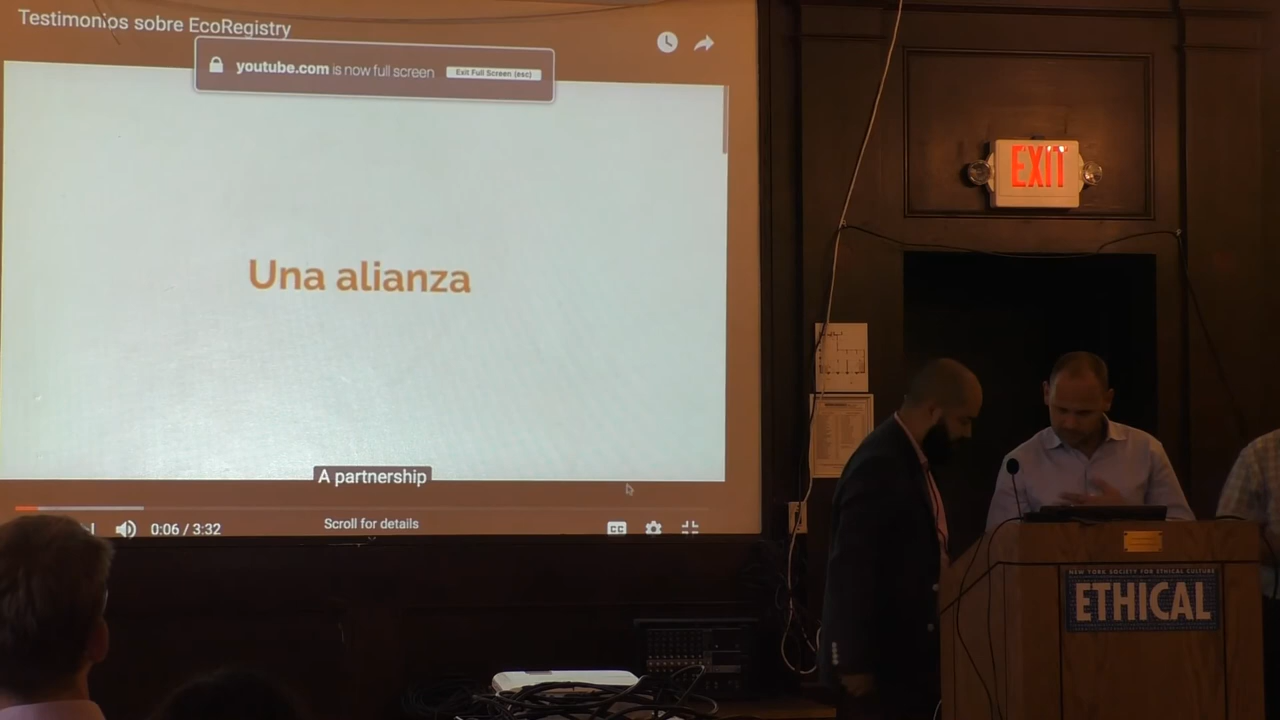 Testimonios sobre EcoRegistry
youtube.com is now full screen
Exit Full Screen (esc)
Una alianza
A partnership
0:06 / 3:32
Scroll for details
CC
EXIT
NEW YORK SOCIETY FOR ETHICAL CULTURE
ETHICAL